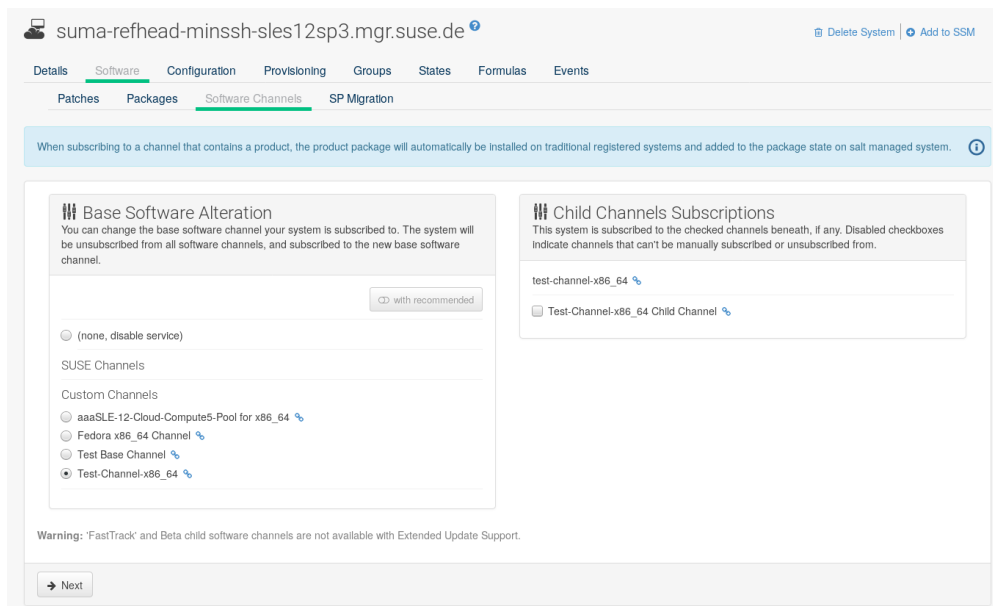 suma-refhead-minssh-sles12sp3.mgr.suse.de ?
Delete System | Add to SSM
Details Software Configuration Provisioning Groups States Formulas Events
Patches Packages Software Channels SP Migration
When subscribing to a channel that contains a product, the product package will automatically be installed on traditional registered systems and added to the package state on salt managed system.
Base Software Alteration
You can change the base software channel your system is subscribed to. The system will
be unsubscribed from all software channels, and subscribed to the new base software
channel.
with recommended
(none, disable service)
SUSE Channels
Custom Channels
aaaSLE-12-Cloud-Compute5-Pool for x86_64
Fedora x86_64 Channel
Test Base Channel
Test-Channel-x86_64
Child Channels Subscriptions
This system is subscribed to the checked channels beneath, if any. Disabled checkboxes
indicate channels that can't be manually subscribed or unsubscribed from.
test-channel-x86_64
Test-Channel-x86_64 Child Channel
Warning: 'FastTrack' and Beta child software channels are not available with Extended Update Support.
Next